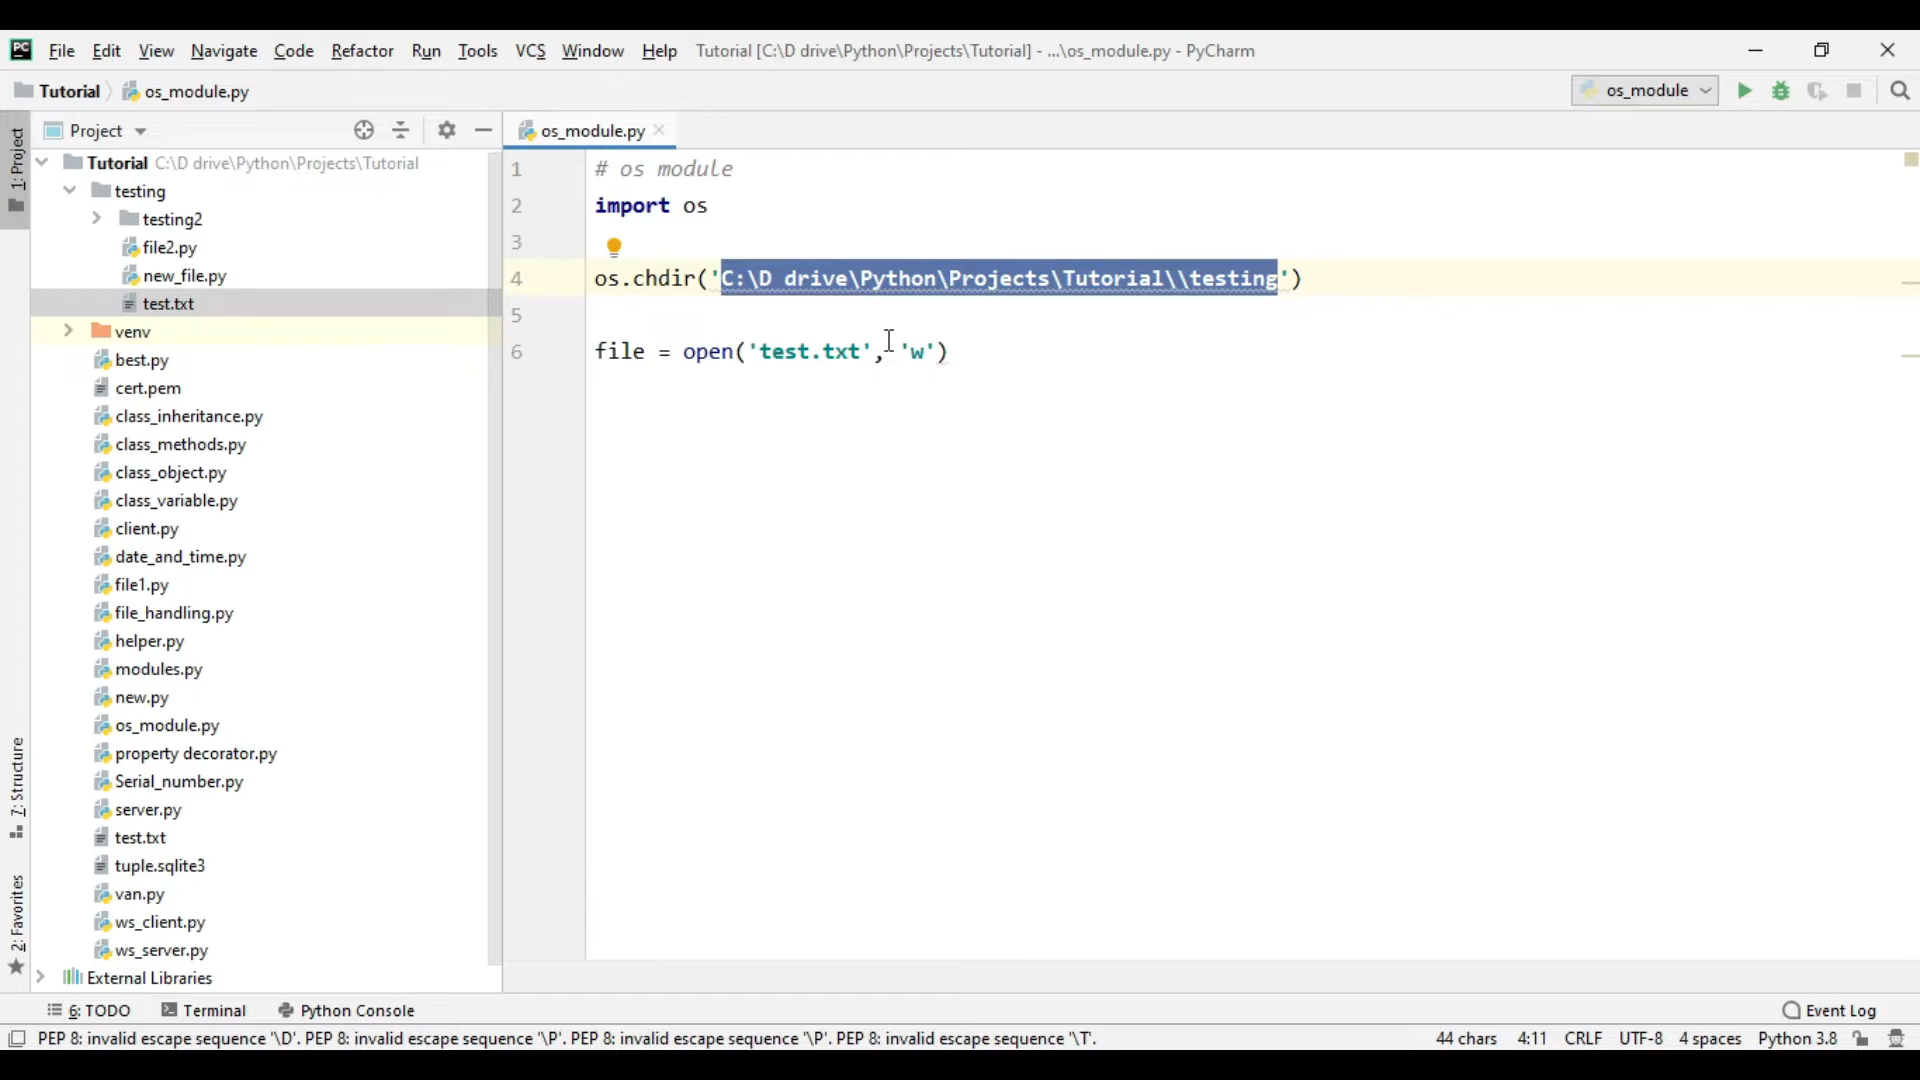 PC File Edit View Navigate Code Refactor Run Tools VCS Window Help Tutorial [C:\D drive\Python\Projects\Tutorial] - ...\os_module.py - PyCharm
Tutorial os_module.py os_module
Project
os_module.py
1: Project
Tutorial C:\D drive\Python\Projects\Tutorial
testing
testing2
file2.py
new_file.py
test.txt
venv
best.py
cert.pem
class_inheritance.py
class_methods.py
class_object.py
class_variable.py
client.py
date_and_time.py
file1.py
file_handling.py
helper.py
modules.py
new.py
os_module.py
property decorator.py
Serial_number.py
server.py
test.txt
tuple.sqlite3
van.py
ws_client.py
ws_server.py
External Libraries
7: Structure
2: Favorites
1 # os module
2 import os
3
4 os.chdir('C:\D drive\Python\Projects\Tutorial\\testing')
5
6 file = open('test.txt', 'w')
6: TODO Terminal Python Console Event Log
PEP 8: invalid escape sequence '\D'. PEP 8: invalid escape sequence '\P'. PEP 8: invalid escape sequence '\P'. PEP 8: invalid escape sequence '\T'. 44 chars 4:11 CRLF UTF-8 4 spaces Python 3.8